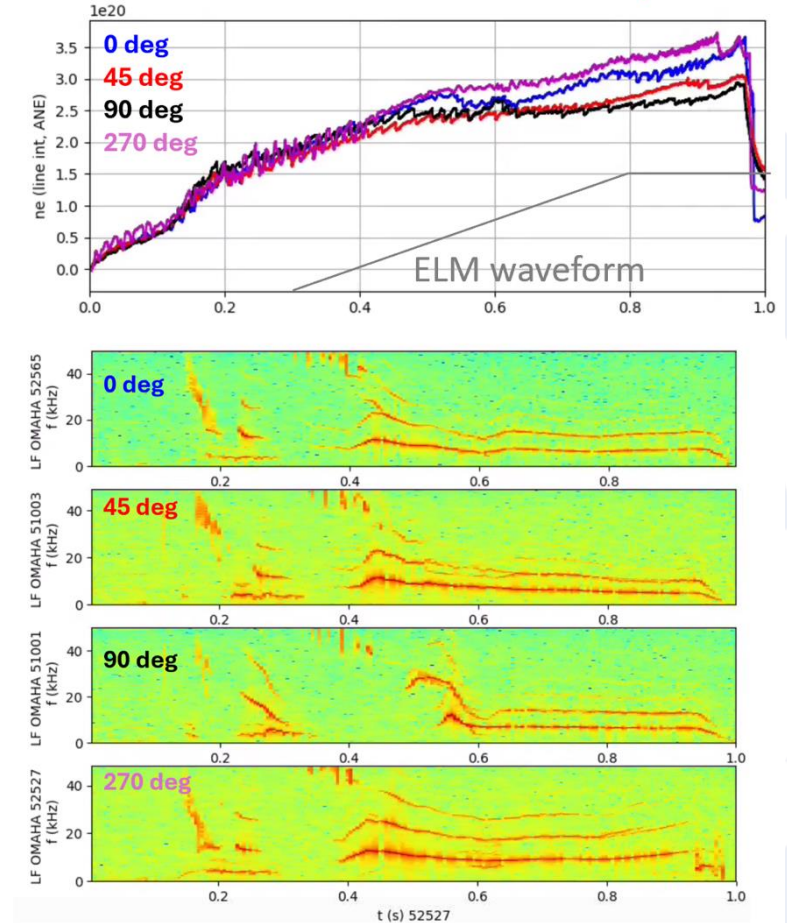 1e20
0 deg
45 deg
90 deg
270 deg
ne (line int, ANE)
3.5
3.0
2.5
2.0
1.5
1.0
0.5
0.0
ELM waveform
0.0 0.2 0.4 0.6 0.8 1.0
LF OMAHA 52565
f (kHz)
40
20
0
0 deg
0.2 0.4 0.6 0.8
LF OMAHA 51003
f (kHz)
40
20
0
45 deg
0.2 0.4 0.6 0.8
LF OMAHA 51001
f (kHz)
40
20
0
90 deg
0.2 0.4 0.6 0.8 1.0
LF OMAHA 52527
f (kHz)
40
20
0
270 deg
0.2 0.4 0.6 0.8 1.0
t (s) 52527